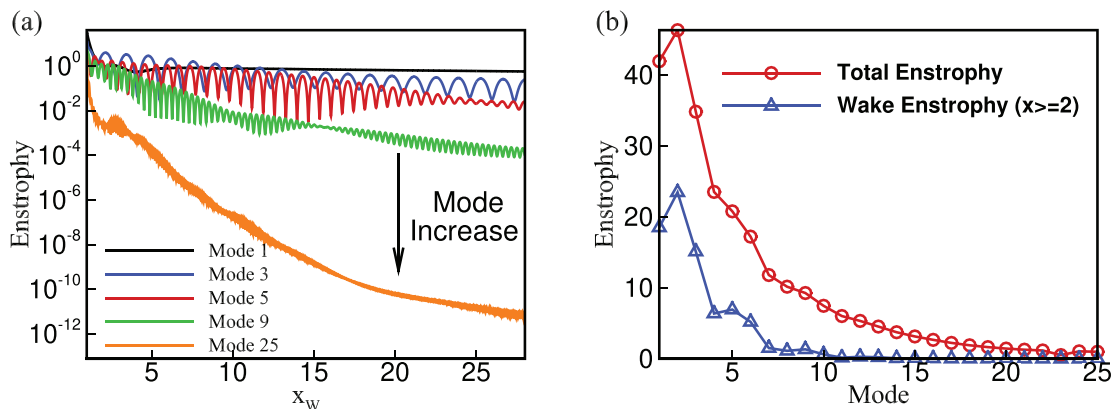 (a)
Enstrophy
10^0
10^-2
10^-4
10^-6
10^-8
10^-10
10^-12
Mode
Increase
Mode 1
Mode 3
Mode 5
Mode 9
Mode 25
5 10 15 20 25
x_W
(b)
Enstrophy
40
30
20
10
0
Total Enstrophy
Wake Enstrophy (x>=2)
5 10 15 20 25
Mode